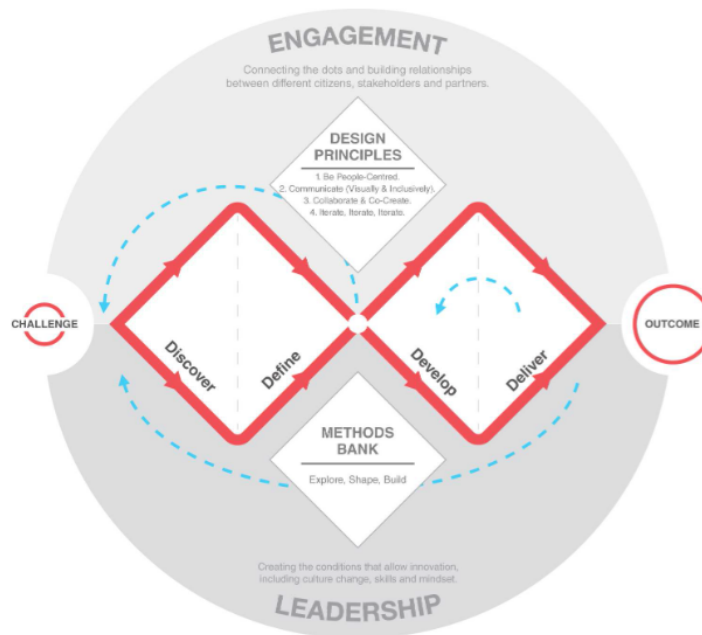 ENGAGEMENT
Connecting the dots and building relationships
between different citizens, stakeholders and partners.
DESIGN
PRINCIPLES
1. Be People-Centred.
2. Communicate (Visually & Inclusively).
3. Collaborate & Co-Create.
4. Iterate, Iterate, Iterate.
CHALLENGE
Discover
Define
Develop
Deliver
OUTCOME
METHODS
BANK
Explore, Shape, Build
Creating the conditions that allow innovation,
including culture change, skills and mindset.
LEADERSHIP